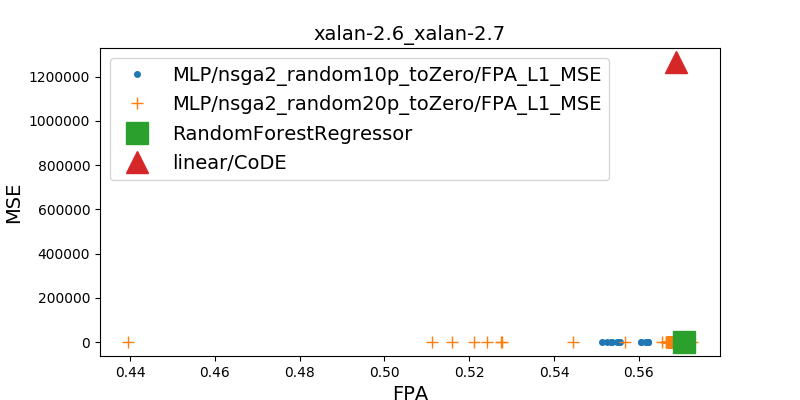 xalan-2.6_xalan-2.7
MLP/nsga2_random10p_toZero/FPA_L1_MSE
MLP/nsga2_random20p_toZero/FPA_L1_MSE
RandomForestRegressor
linear/CoDE
MSE
1200000
1000000
800000
600000
400000
200000
0
0.44 0.46 0.48 0.50 0.52 0.54 0.56
FPA